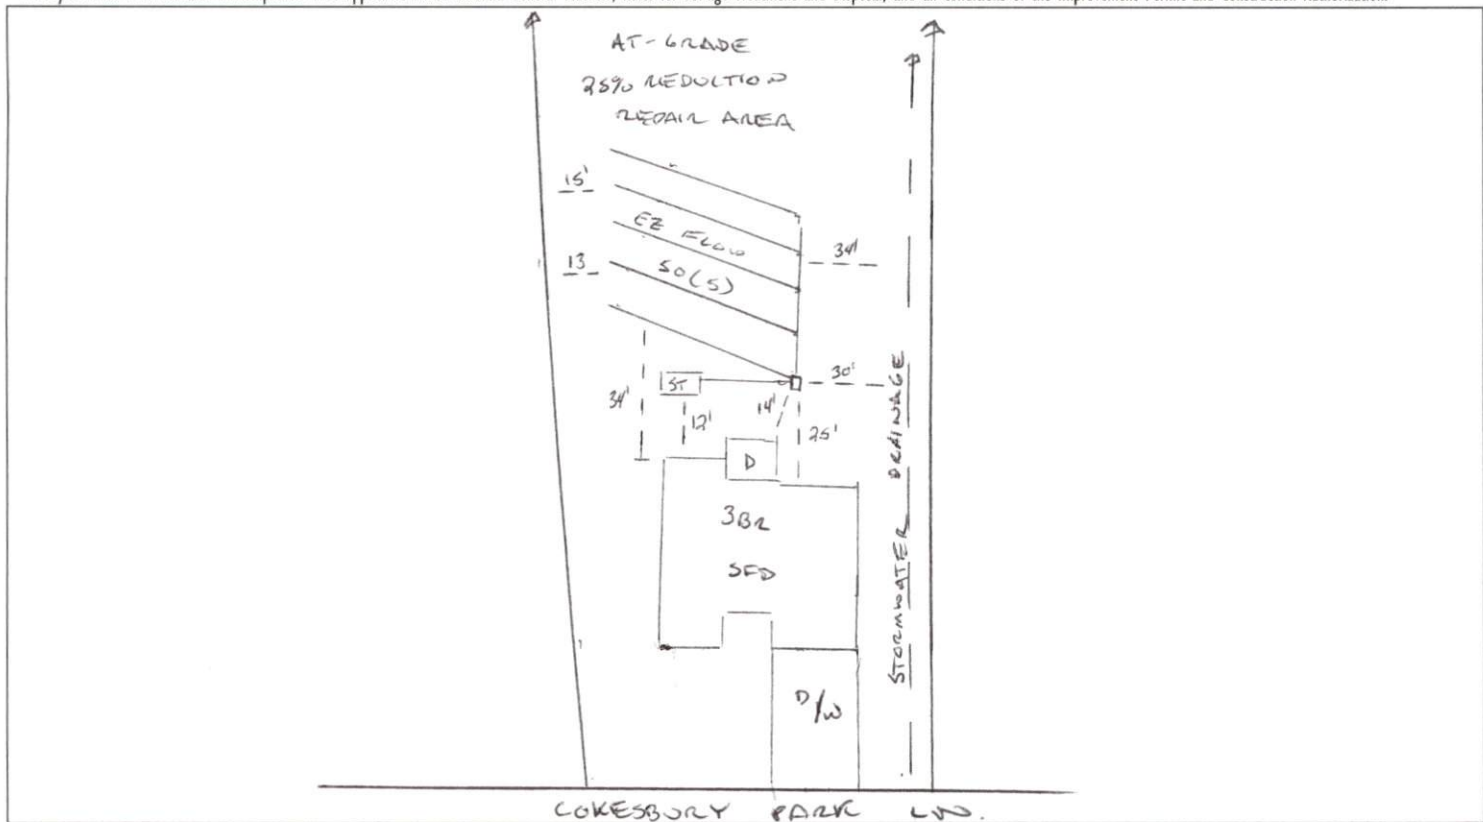 AT-GRADE
25% REDUCTION
REPAIR AREA
15'
EZ FLOW
34'
13
50(5)
30'
ST
34'
14'
12'
25'
D
3BR
SFD
STORMWATER DRAINAGE
D/W
COKESBURY PARK LN.